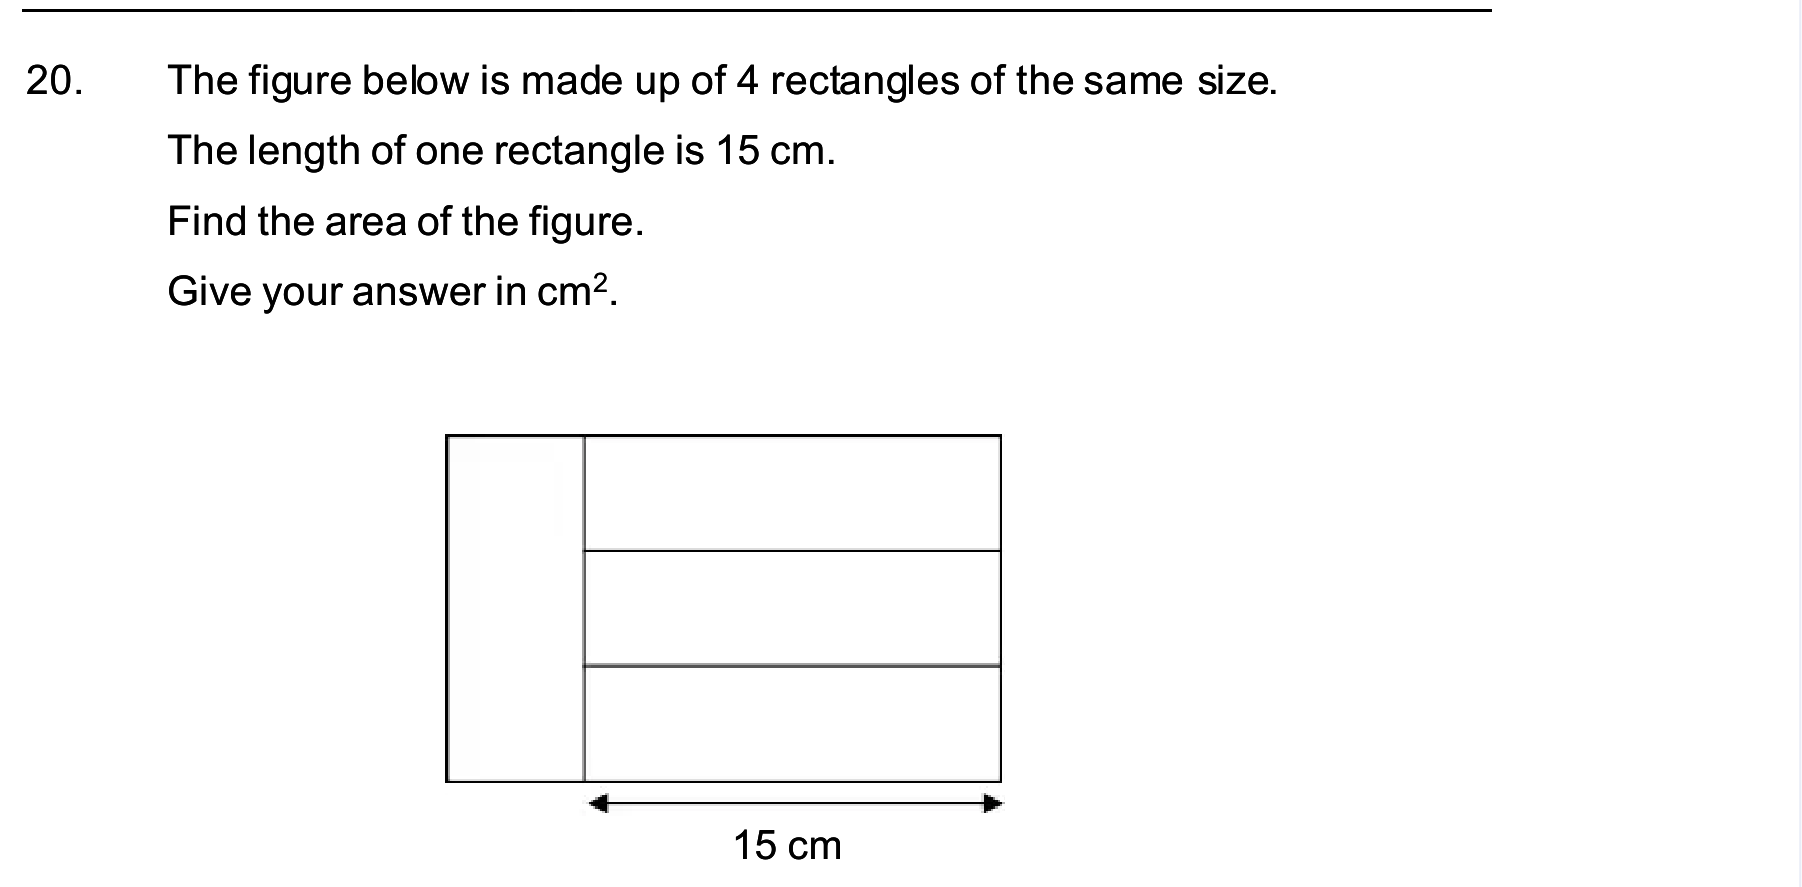 20. The figure below is made up of 4 rectangles of the same size.
The length of one rectangle is 15 cm.
Find the area of the figure.
Give your answer in cm².
15 cm